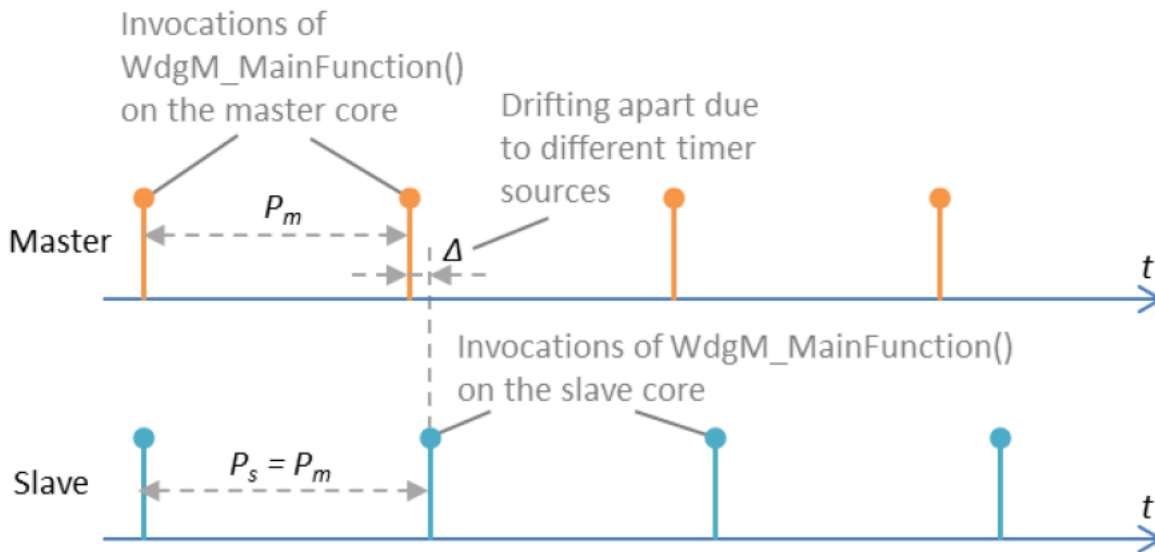 Invocations of
WdgM_MainFunction()
on the master core
Drifting apart due
to different timer
sources
Pm
Master
Δ
t
Invocations of WdgM_MainFunction()
on the slave core
Ps = Pm
Slave
t